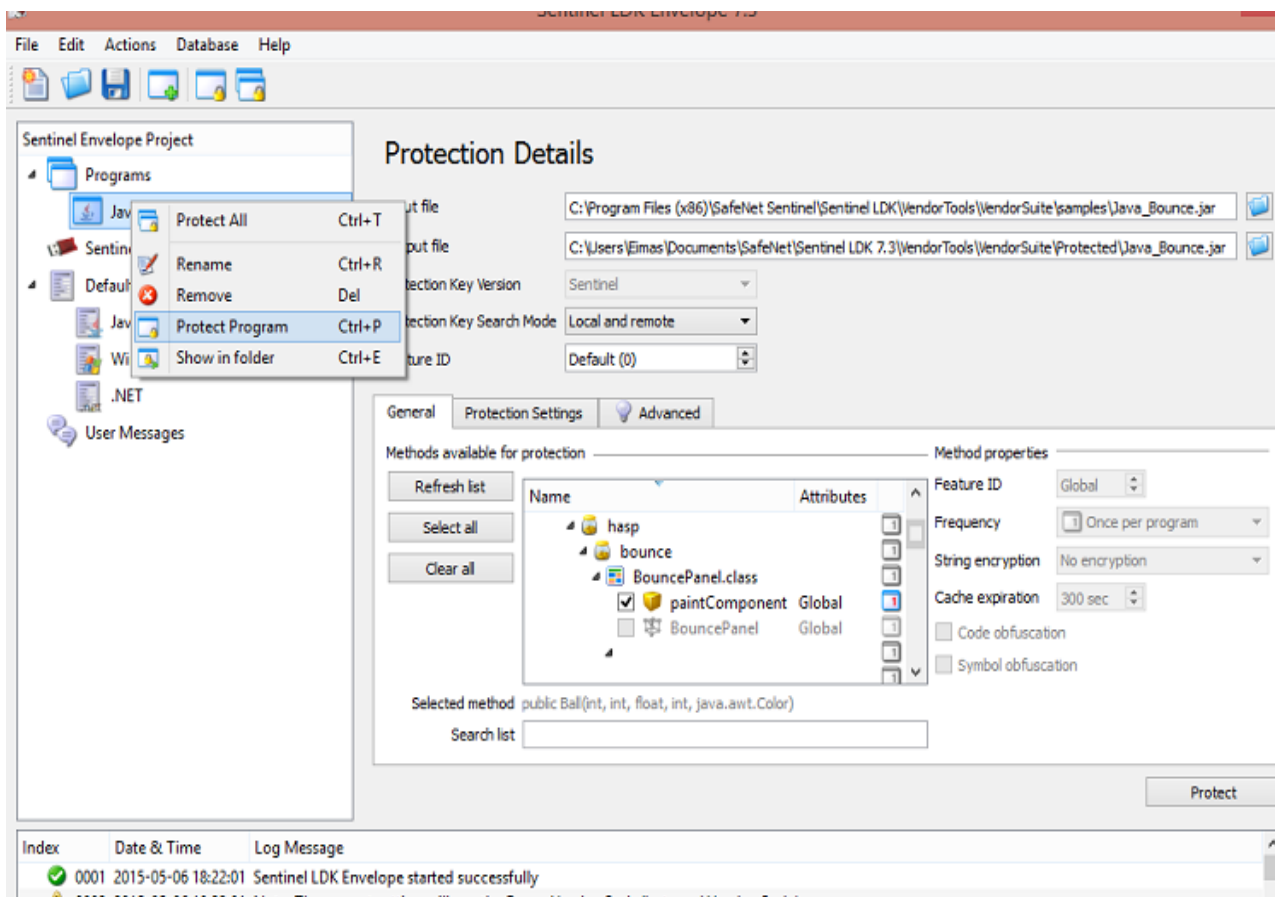 Sentinel LDK Envelope 7.3
File Edit Actions Database Help
Sentinel Envelope Project
Programs
Jav
Sentin
Defaul
Jav
Wi
.NET
User Messages
Protect All Ctrl+T
Rename Ctrl+R
Remove Del
Protect Program Ctrl+P
Show in folder Ctrl+E
Protection Details
ut file C:\Program Files (x86)\SafeNet Sentinel\Sentinel LDK\VendorTools\VendorSuite\samples\Java_Bounce.jar
put file C:\Users\Eimas\Documents\SafeNet\Sentinel LDK 7.3\VendorTools\VendorSuite\Protected\Java_Bounce.jar
tection Key Version Sentinel
tection Key Search Mode Local and remote
ture ID Default (0)
General Protection Settings Advanced
Methods available for protection
Refresh list
Select all
Clear all
Name Attributes
hasp
bounce
BouncePanel.class
paintComponent Global
BouncePanel Global
Selected method public Ball(int, int, float, int, java.awt.Color)
Search list
Method properties
Feature ID Global
Frequency Once per program
String encryption No encryption
Cache expiration 300 sec
Code obfuscation
Symbol obfuscation
Protect
Index Date & Time Log Message
0001 2015-05-06 18:22:01 Sentinel LDK Envelope started successfully